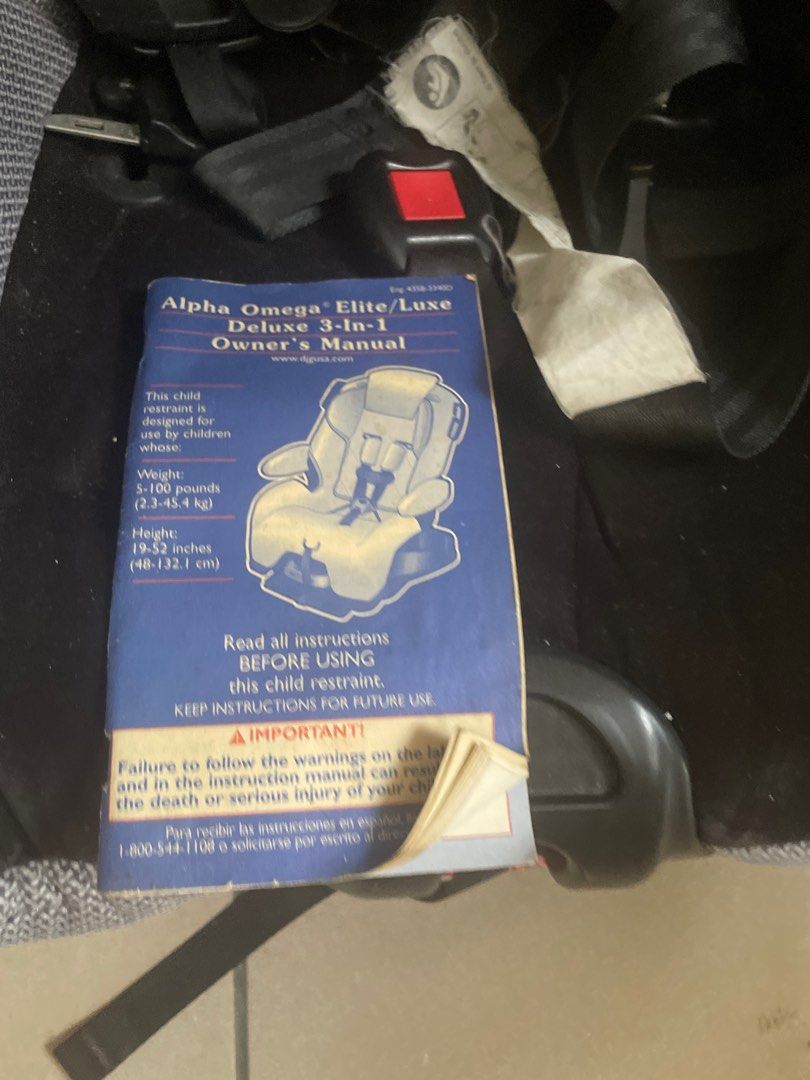 Alpha Omega® Elite/Luxe
Deluxe 3-In-1
Owner's Manual
www.djgusa.com
This child
restraint is
designed for
use by children
whose:
Weight:
5-100 pounds
(2.3-45.4 kg)
Height:
19-52 inches
(48-132.1 cm)
Read all instructions
BEFORE USING
this child restraint.
KEEP INSTRUCTIONS FOR FUTURE USE.
IMPORTANT!
Failure to follow the warnings on the
and in the instruction manual can
the death or serious injury of your
Para recibir las instrucciones en español,
1-800-544-1108 o solicitarse por escrito al